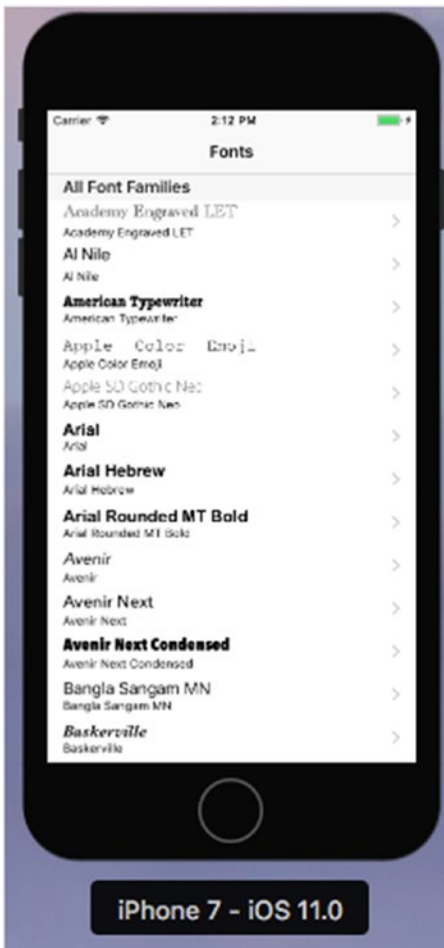 Carrier
2:12 PM
Fonts
All Font Families
Academy Engraved LET
Academy Engraved LET
Al Nile
Al Nile
American Typewriter
American Typewriter
Apple Color Emoji
Apple Color Emoji
Apple SD Gothic Neo
Apple SD Gothic Neo
Arial
Arial
Arial Hebrew
Arial Hebrew
Arial Rounded MT Bold
Arial Rounded MT Bold
Avenir
Avenir
Avenir Next
Avenir Next
Avenir Next Condensed
Avenir Next Condensed
Bangla Sangam MN
Bangla Sangam MN
Baskerville
Baskerville
iPhone 7 - iOS 11.0